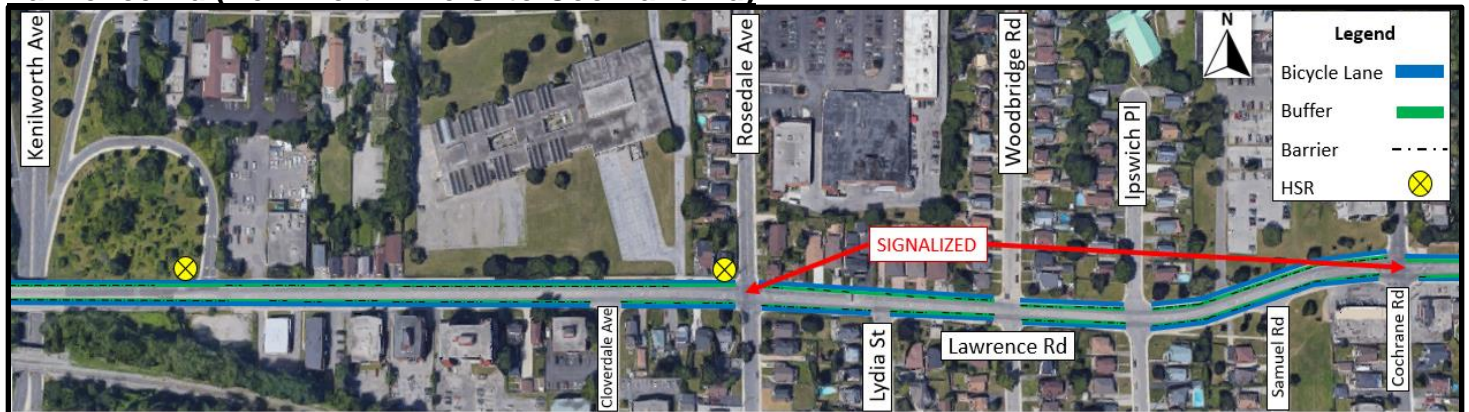 Kenilworth Ave
Rosedale Ave
Woodbridge Rd
Ipswich Pl
N
Legend
Bicycle Lane
Buffer
Barrier
HSR
SIGNALIZED
Cloverdale Ave
Lydia St
Lawrence Rd
Samuel Rd
Cochrane Rd